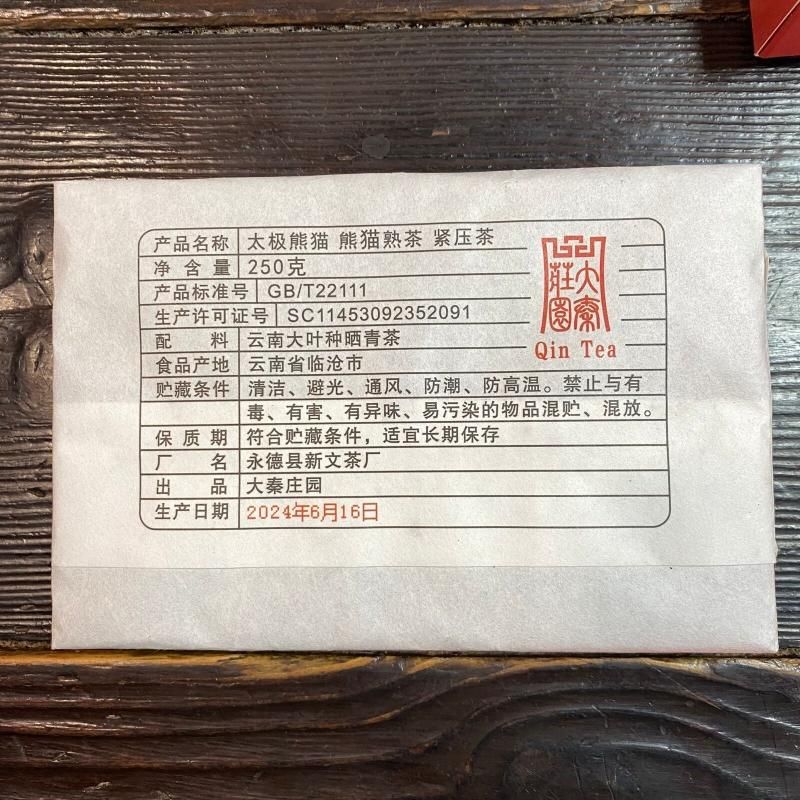 产品名称 太极熊猫 熊猫熟茶 紧压茶
净含量 250克
产品标准号 GB/T22111
生产许可证号 SC11453092352091
配料 云南大叶种晒青茶
食品产地 云南省临沧市
贮藏条件 清洁、避光、通风、防潮、防高温。禁止与有
毒、有害、有异味、易污染的物品混贮、混放。
保质期 符合贮藏条件，适宜长期保存
厂名 永德县新文茶厂
出品 大秦庄园
生产日期 2024年6月16日
大秦
莊園
Qin Tea